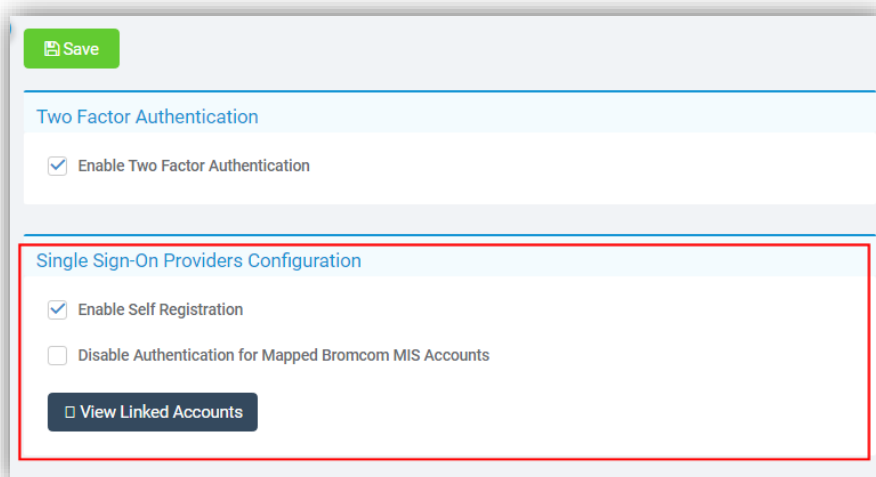 Save
Two Factor Authentication
Enable Two Factor Authentication
Single Sign-On Providers Configuration
Enable Self Registration
Disable Authentication for Mapped Bromcom MIS Accounts
View Linked Accounts